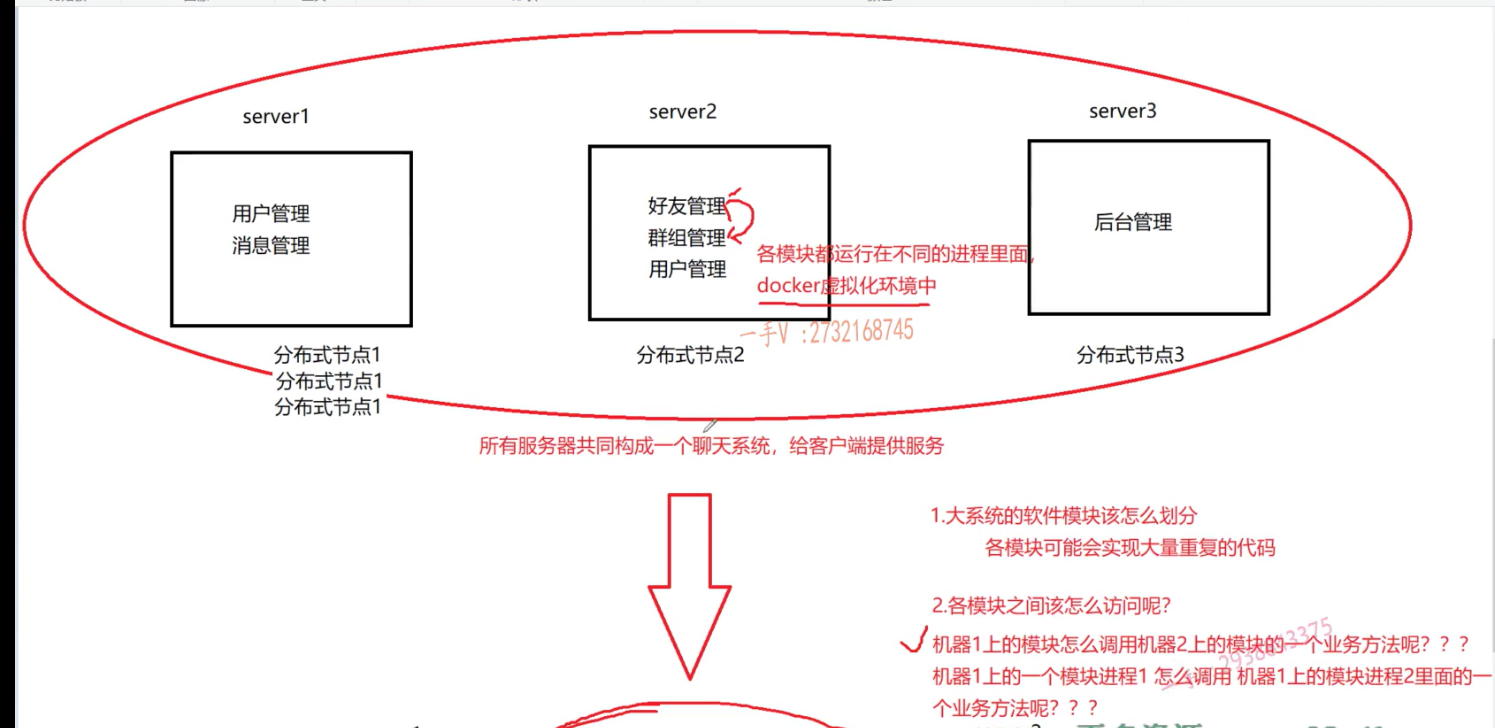 server1
server2
server3
用户管理
消息管理
好友管理
群组管理
用户管理
后台管理
各模块都运行在不同的进程里面,
docker虚拟化环境中
一手V :2732168745
分布式节点1
分布式节点1
分布式节点1
分布式节点2
分布式节点3
所有服务器共同构成一个聊天系统，给客户端提供服务
1.大系统的软件模块该怎么划分
各模块可能会实现大量重复的代码
2.各模块之间该怎么访问呢?
机器1上的模块怎么调用机器2上的模块的一个业务方法呢? ? ?
机器1上的一个模块进程1 怎么调用 机器1上的模块进程2里面的一
个业务方法呢? ? ?